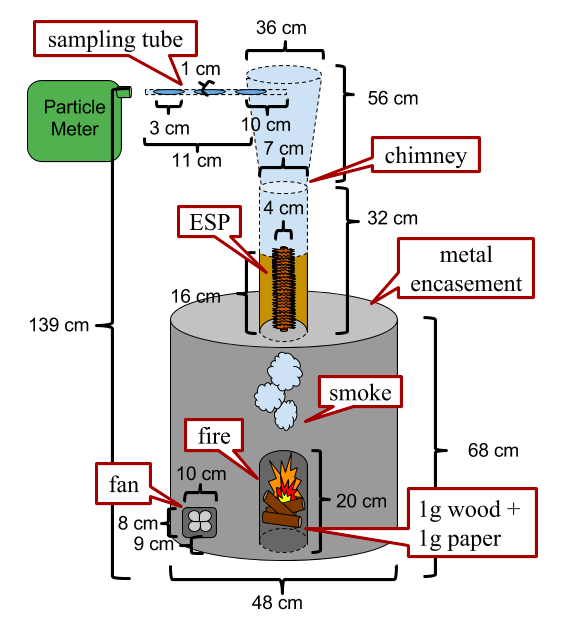 36 cm
sampling tube
1 cm
Particle
Meter
56 cm
3 cm
10 cm
11 cm
7 cm
chimney
4 cm
ESP
32 cm
metal
encasement
16 cm
139 cm
smoke
fire
68 cm
fan
10 cm
20 cm
1g wood +
1g paper
8 cm
9 cm
48 cm